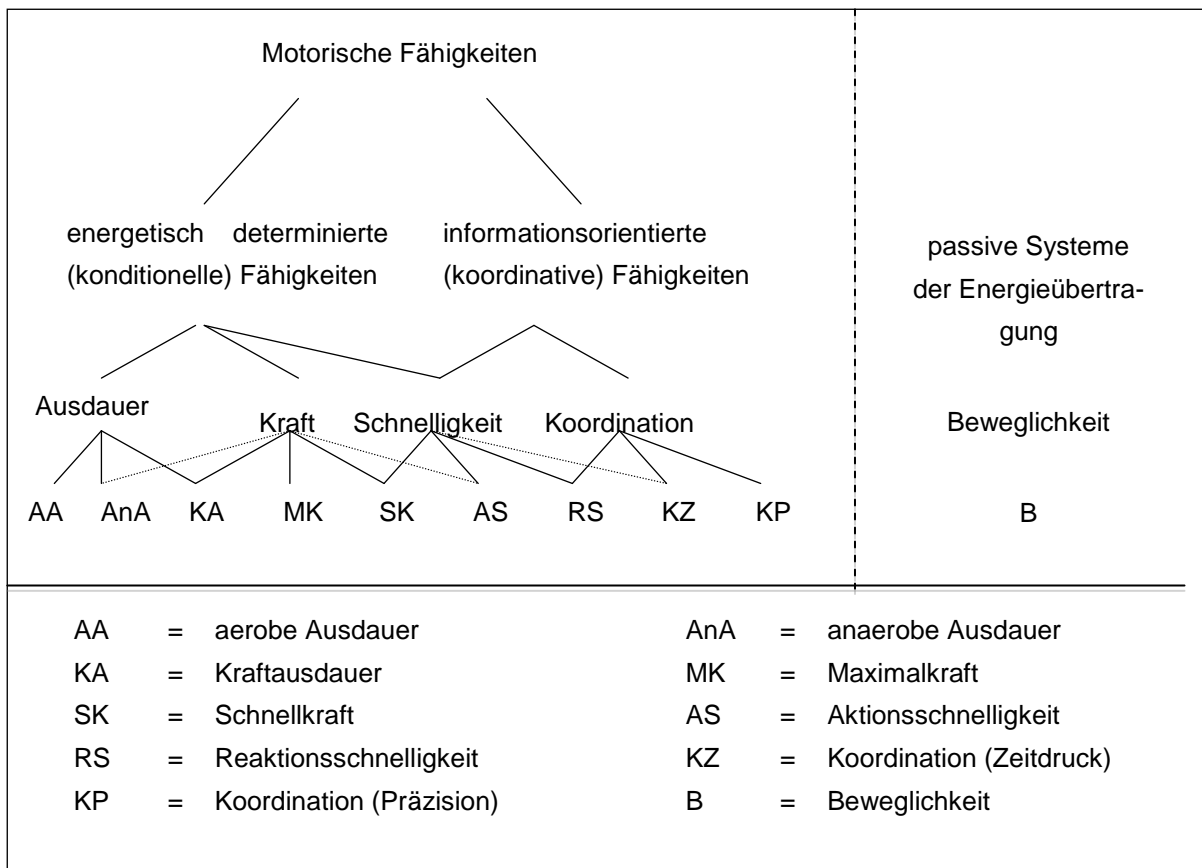 Motorische Fähigkeiten
energetisch determinierte
(konditionelle) Fähigkeiten
informationsorientierte
(koordinative) Fähigkeiten
passive Systeme
der Energieübertra-
gung
Ausdauer Kraft Schnelligkeit Koordination Beweglichkeit
AA AnA KA MK SK AS RS KZ KP B
AA = aerobe Ausdauer AnA = anaerobe Ausdauer
KA = Kraftausdauer MK = Maximalkraft
SK = Schnellkraft AS = Aktionsschnelligkeit
RS = Reaktionsschnelligkeit KZ = Koordination (Zeitdruck)
KP = Koordination (Präzision) B = Beweglichkeit